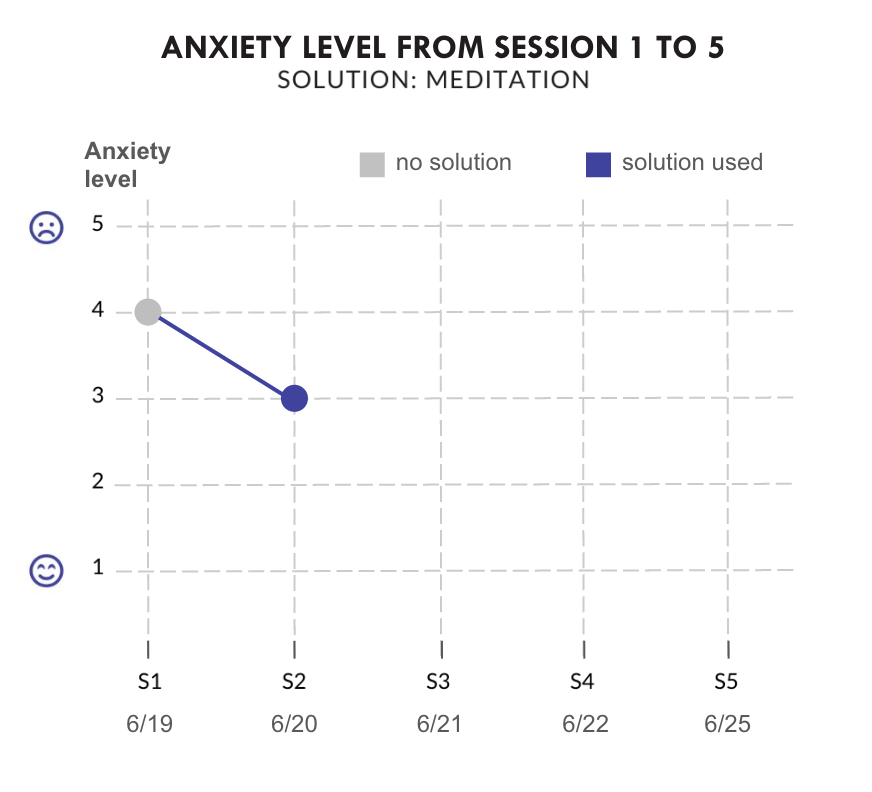 ANXIETY LEVEL FROM SESSION 1 TO 5
SOLUTION: MEDITATION
Anxiety
level
no solution
solution used
5
4
3
2
1
S1
S2
S3
S4
S5
6/19
6/20
6/21
6/22
6/25